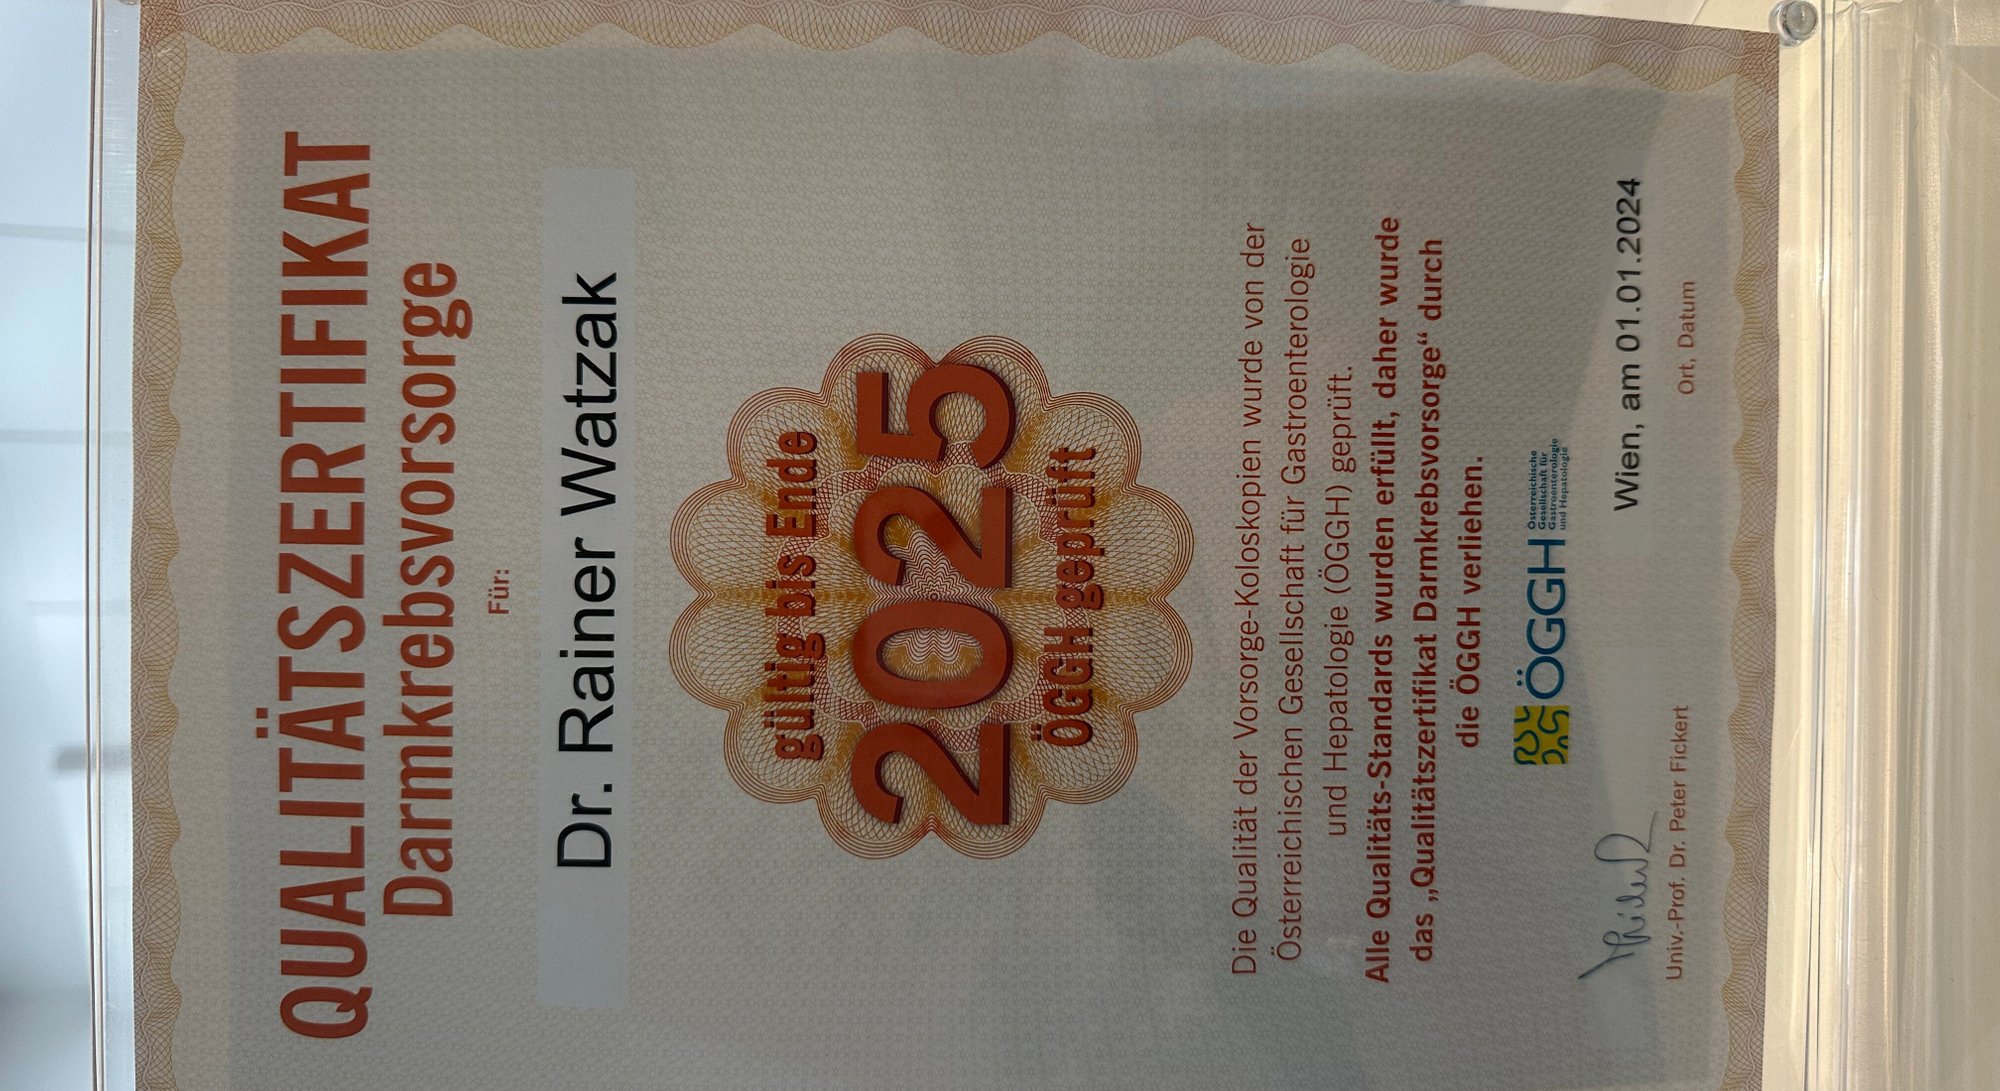 QUALITÄTSZERTIFIKAT
Darmkrebsvorsorge
Für:
Dr. Rainer Watzak
gültig bis Ende
2025
ÖGGH geprüft
Die Qualität der Vorsorge-Koloskopien wurde von der
Österreichischen Gesellschaft für Gastroenterologie
und Hepatologie (ÖGGH) geprüft.
Alle Qualitäts-Standards wurden erfüllt, daher wurde
das „Qualitätszertifikat Darmkrebsvorsorge“ durch
die ÖGGH verliehen.
ÖGGH
Österreichische
Gesellschaft für
Gastroenterologie
und Hepatologie
Wien, am 01.01.2024
Univ.-Prof. Dr. Peter Fickert
Ort, Datum